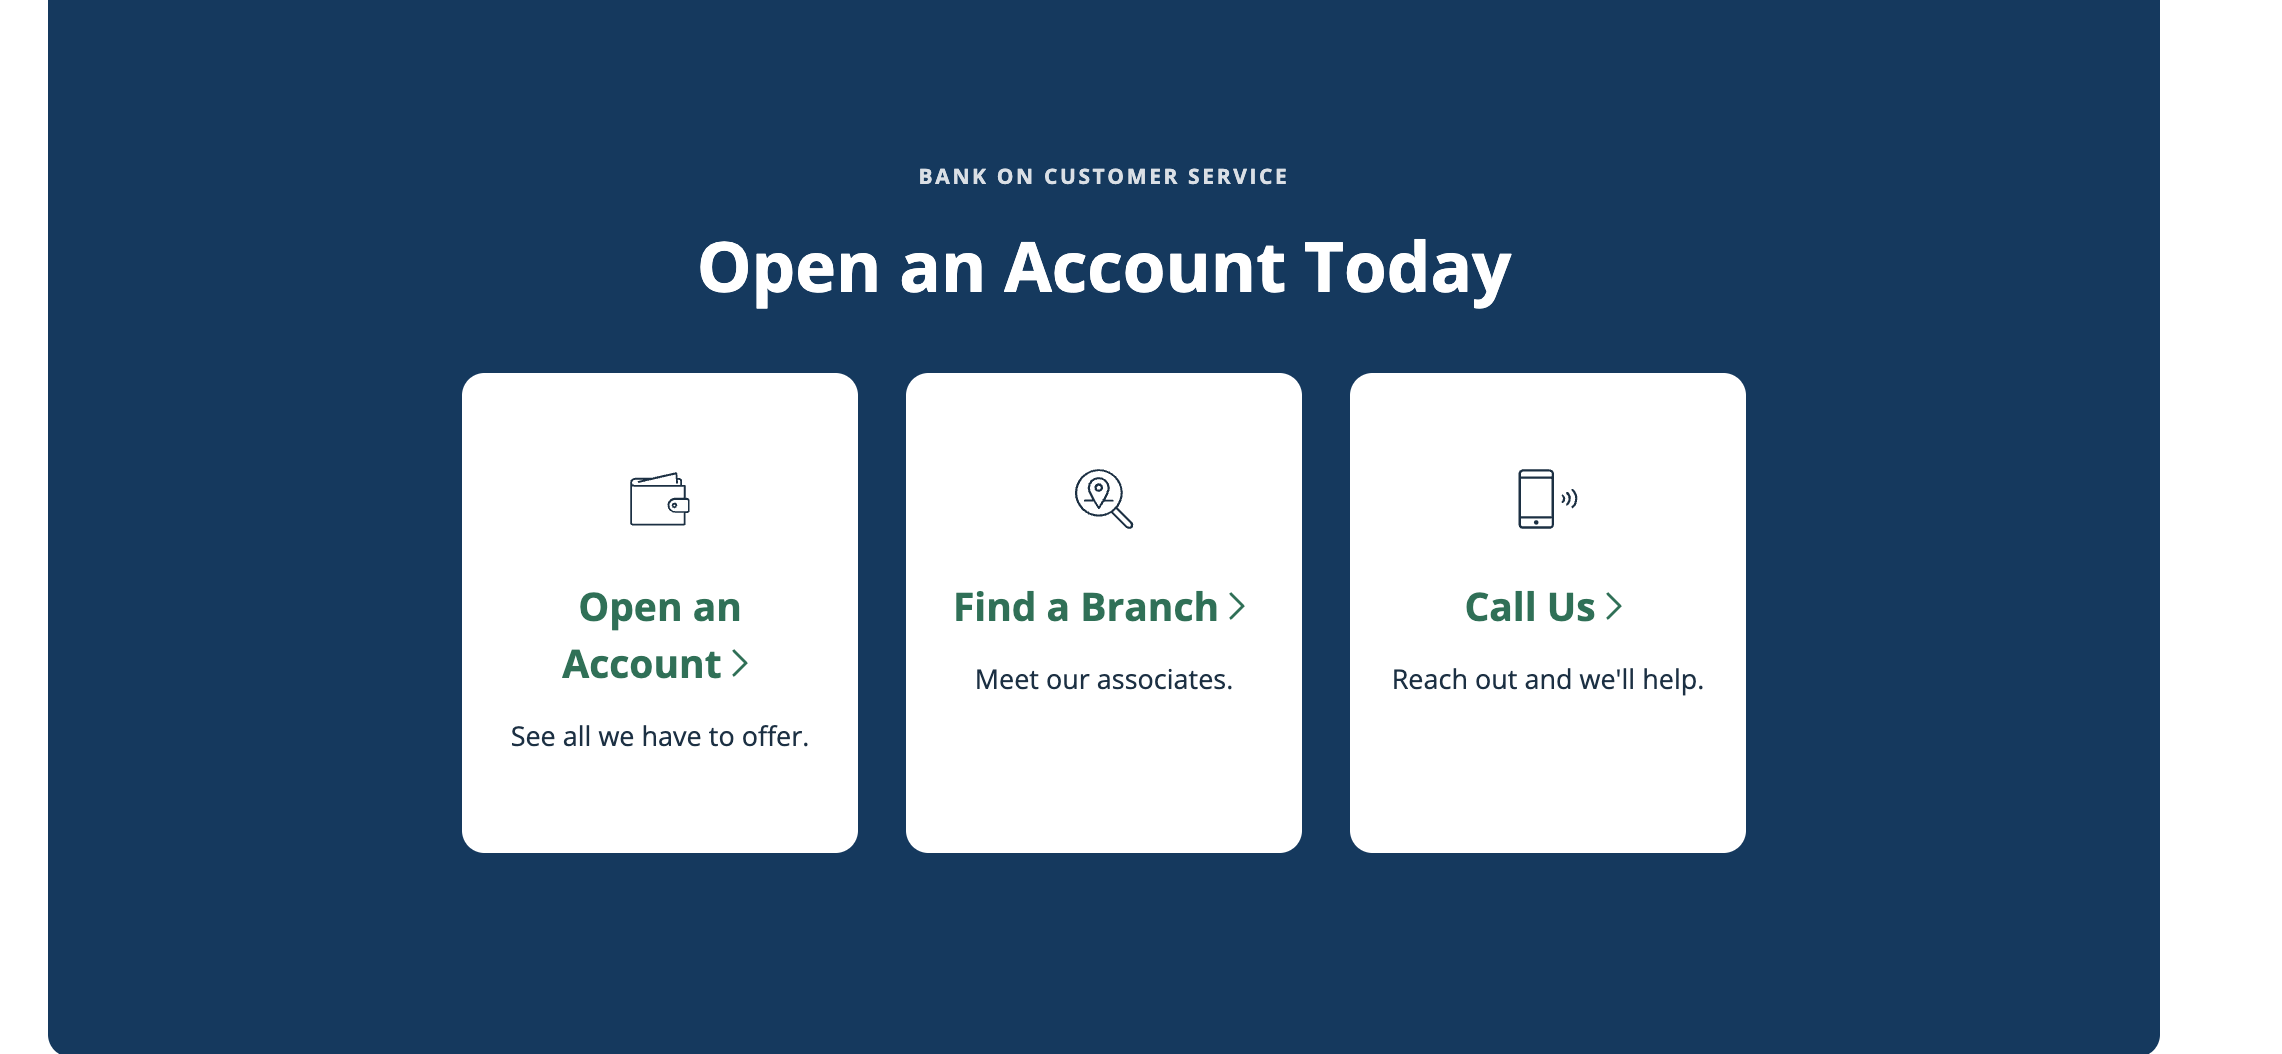 BANK ON CUSTOMER SERVICE
Open an Account Today
Open an
Account
See all we have to offer.
Find a Branch
Meet our associates.
Call Us
Reach out and we'll help.